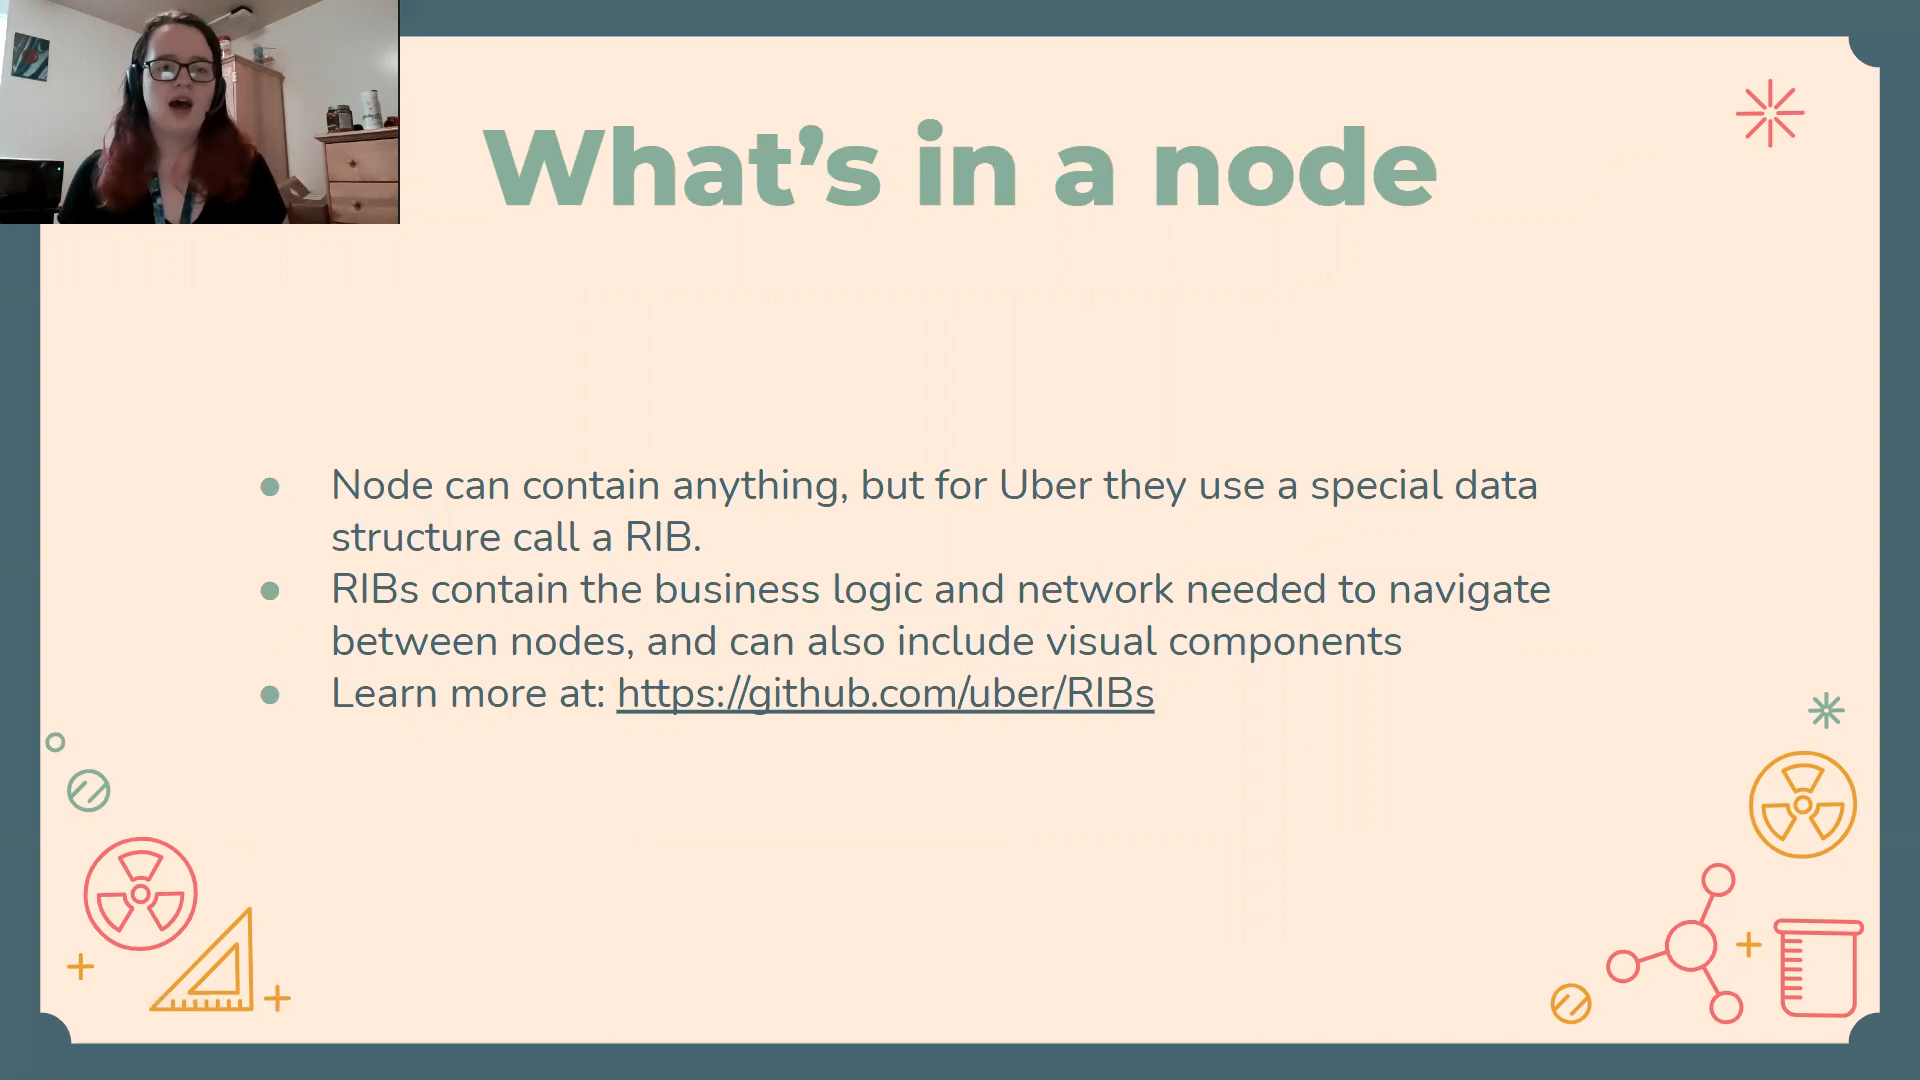 What’s in a node
● Node can contain anything, but for Uber they use a special data
structure call a RIB.
● RIBs contain the business logic and network needed to navigate
between nodes, and can also include visual components
● Learn more at: https://github.com/uber/RIBs